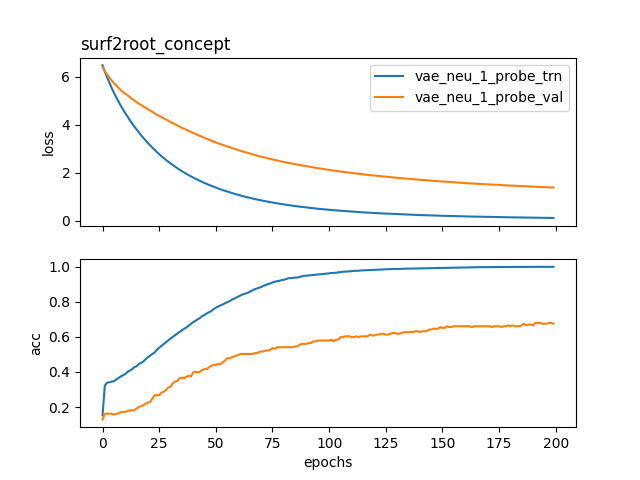 surf2root_concept
loss
6
4
2
0
vae_neu_1_probe_trn
vae_neu_1_probe_val
acc
1.0
0.8
0.6
0.4
0.2
0 25 50 75 100 125 150 175 200
epochs